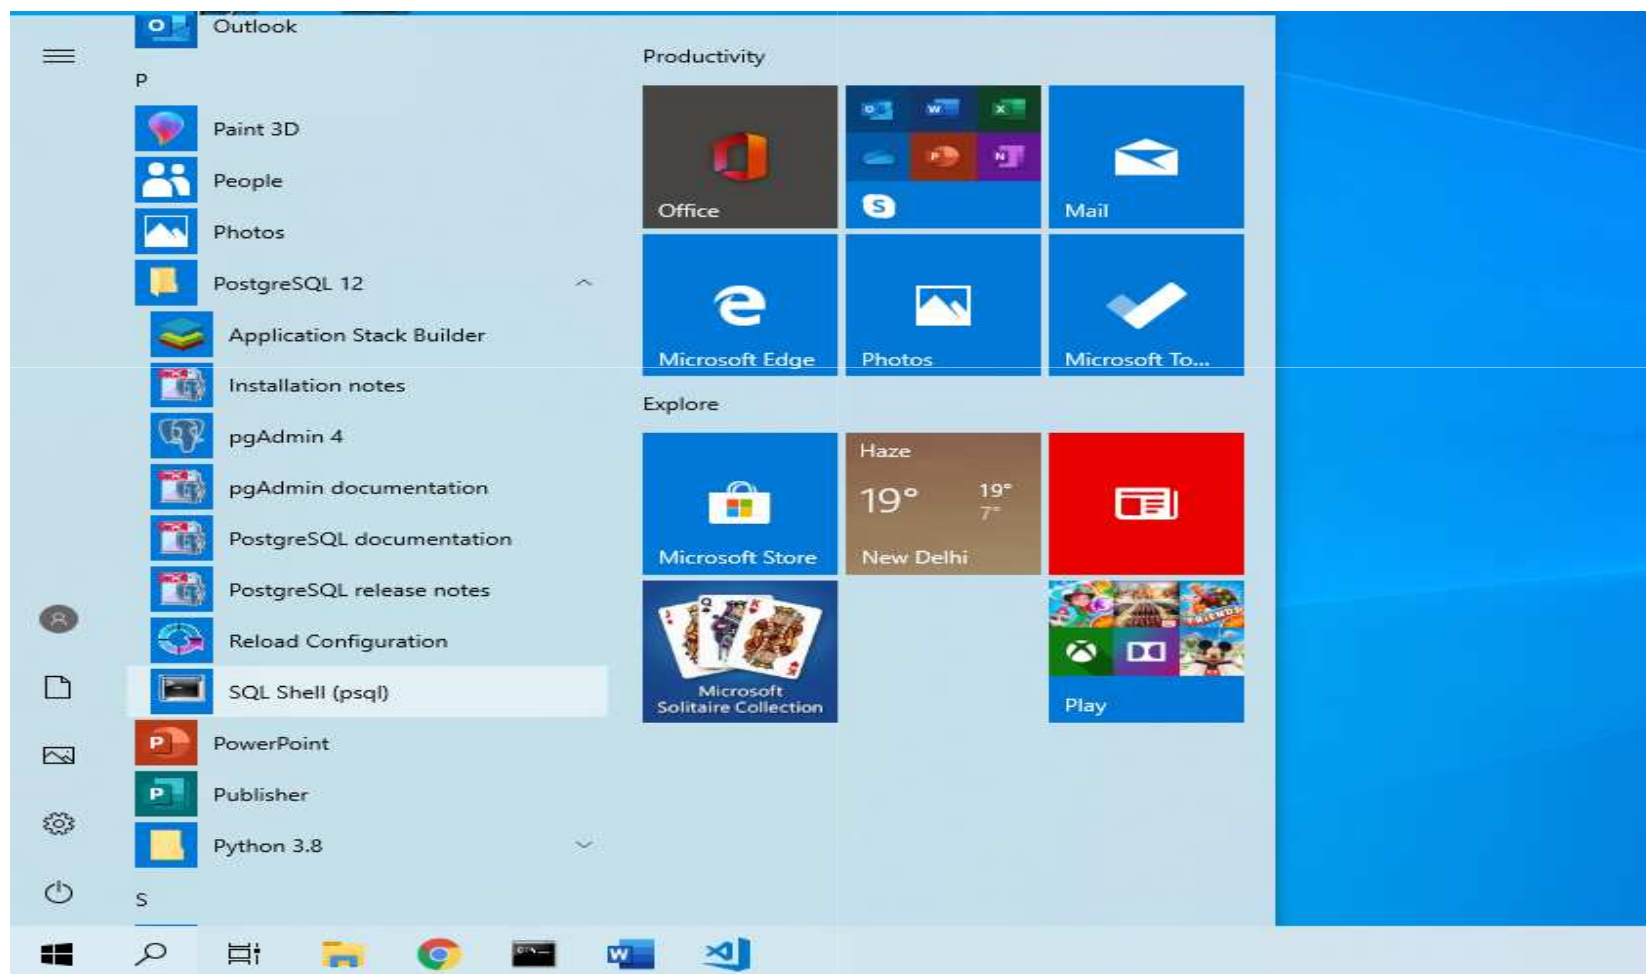 Outlook
P
Paint 3D
People
Photos
PostgreSQL 12
Application Stack Builder
Installation notes
pgAdmin 4
pgAdmin documentation
PostgreSQL documentation
PostgreSQL release notes
Reload Configuration
SQL Shell (psql)
PowerPoint
Publisher
Python 3.8
S
Productivity
Office
Mail
Microsoft Edge
Photos
Microsoft To...
Explore
Microsoft Store
Haze
19° 19°
7°
New Delhi
Microsoft
Solitaire Collection
Play